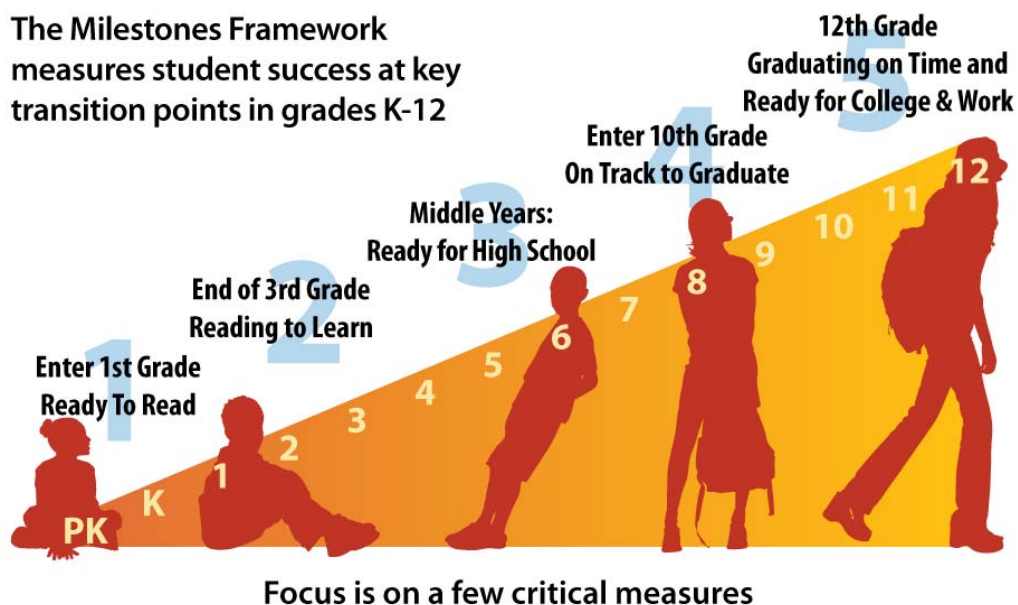 The Milestones Framework
measures student success at key
transition points in grades K-12
1
Enter 1st Grade
Ready To Read
2
End of 3rd Grade
Reading to Learn
3
Middle Years:
Ready for High School
4
Enter 10th Grade
On Track to Graduate
5
12th Grade
Graduating on Time and
Ready for College & Work
PK
K
1
2
3
4
5
6
7
8
9
10
11
12
Focus is on a few critical measures